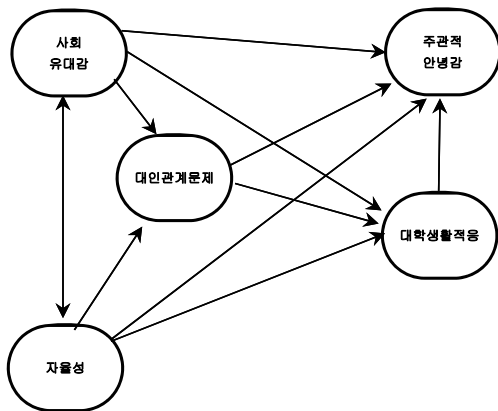 사회
유대감
주관적
안녕감
대인관계문제
대학생활적응
자율성